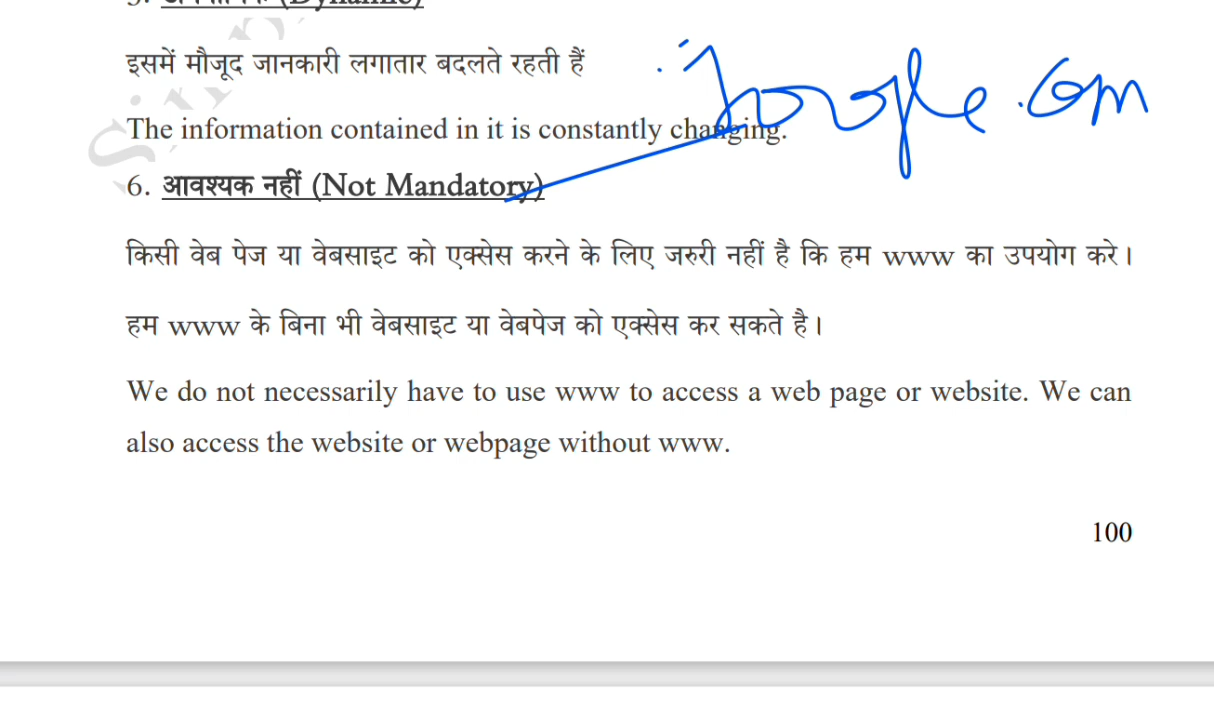 (Dynamic)
इसमें मौजूद जानकारी लगातार बदलते रहती हैं
google.com
The information contained in it is constantly changing.
6. आवश्यक नहीं (Not Mandatory)
किसी वेब पेज या वेबसाइट को एक्सेस करने के लिए जरुरी नहीं है कि हम www का उपयोग करे।
हम www के बिना भी वेबसाइट या वेबपेज को एक्सेस कर सकते है।
We do not necessarily have to use www to access a web page or website. We can
also access the website or webpage without www.
100